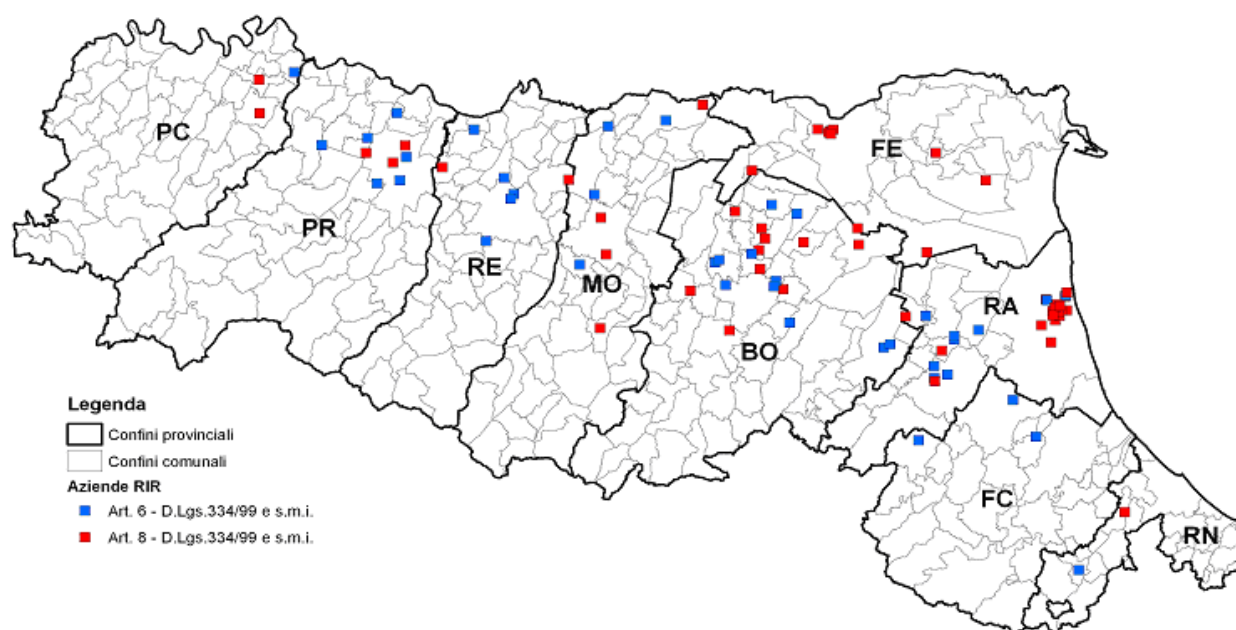 PC
FE
PR
RE
MO
RA
BO
Legenda
Confini provinciali
Confini comunali
Aziende RIR
Art. 6 - D.Lgs.334/99 e s.m.i.
Art. 8 - D.Lgs.334/99 e s.m.i.
FC
RN